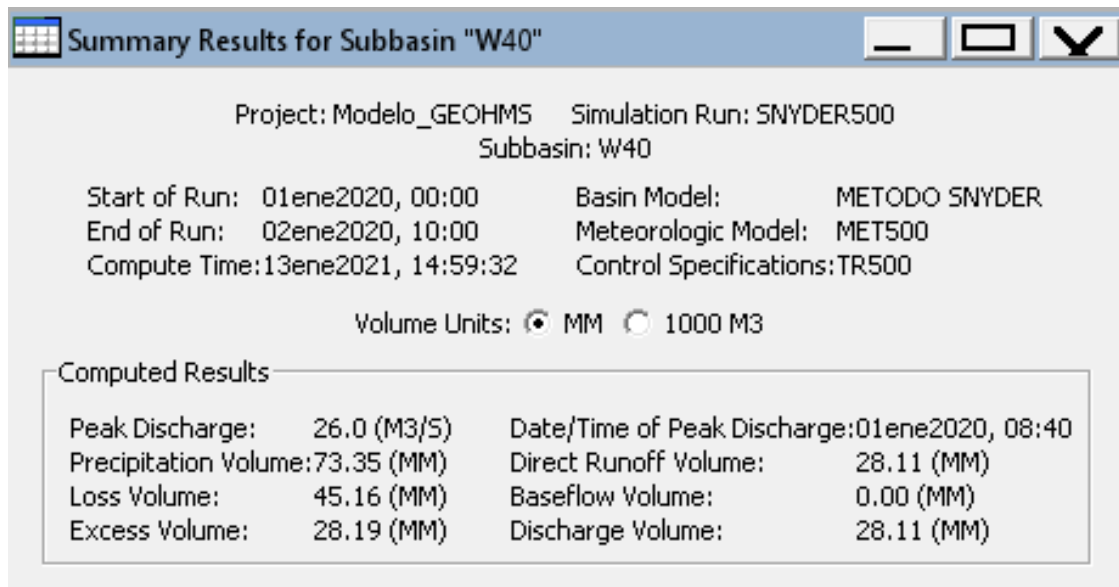 Summary Results for Subbasin "W40"
Project: Modelo_GEOHMS Simulation Run: SNYDER500
Subbasin: W40
Start of Run: 01ene2020, 00:00 Basin Model: METODO SNYDER
End of Run: 02ene2020, 10:00 Meteorologic Model: MET500
Compute Time:13ene2021, 14:59:32 Control Specifications:TR500
Volume Units: MM 1000 M3
Computed Results
Peak Discharge: 26.0 (M3/S) Date/Time of Peak Discharge:01ene2020, 08:40
Precipitation Volume:73.35 (MM) Direct Runoff Volume: 28.11 (MM)
Loss Volume: 45.16 (MM) Baseflow Volume: 0.00 (MM)
Excess Volume: 28.19 (MM) Discharge Volume: 28.11 (MM)